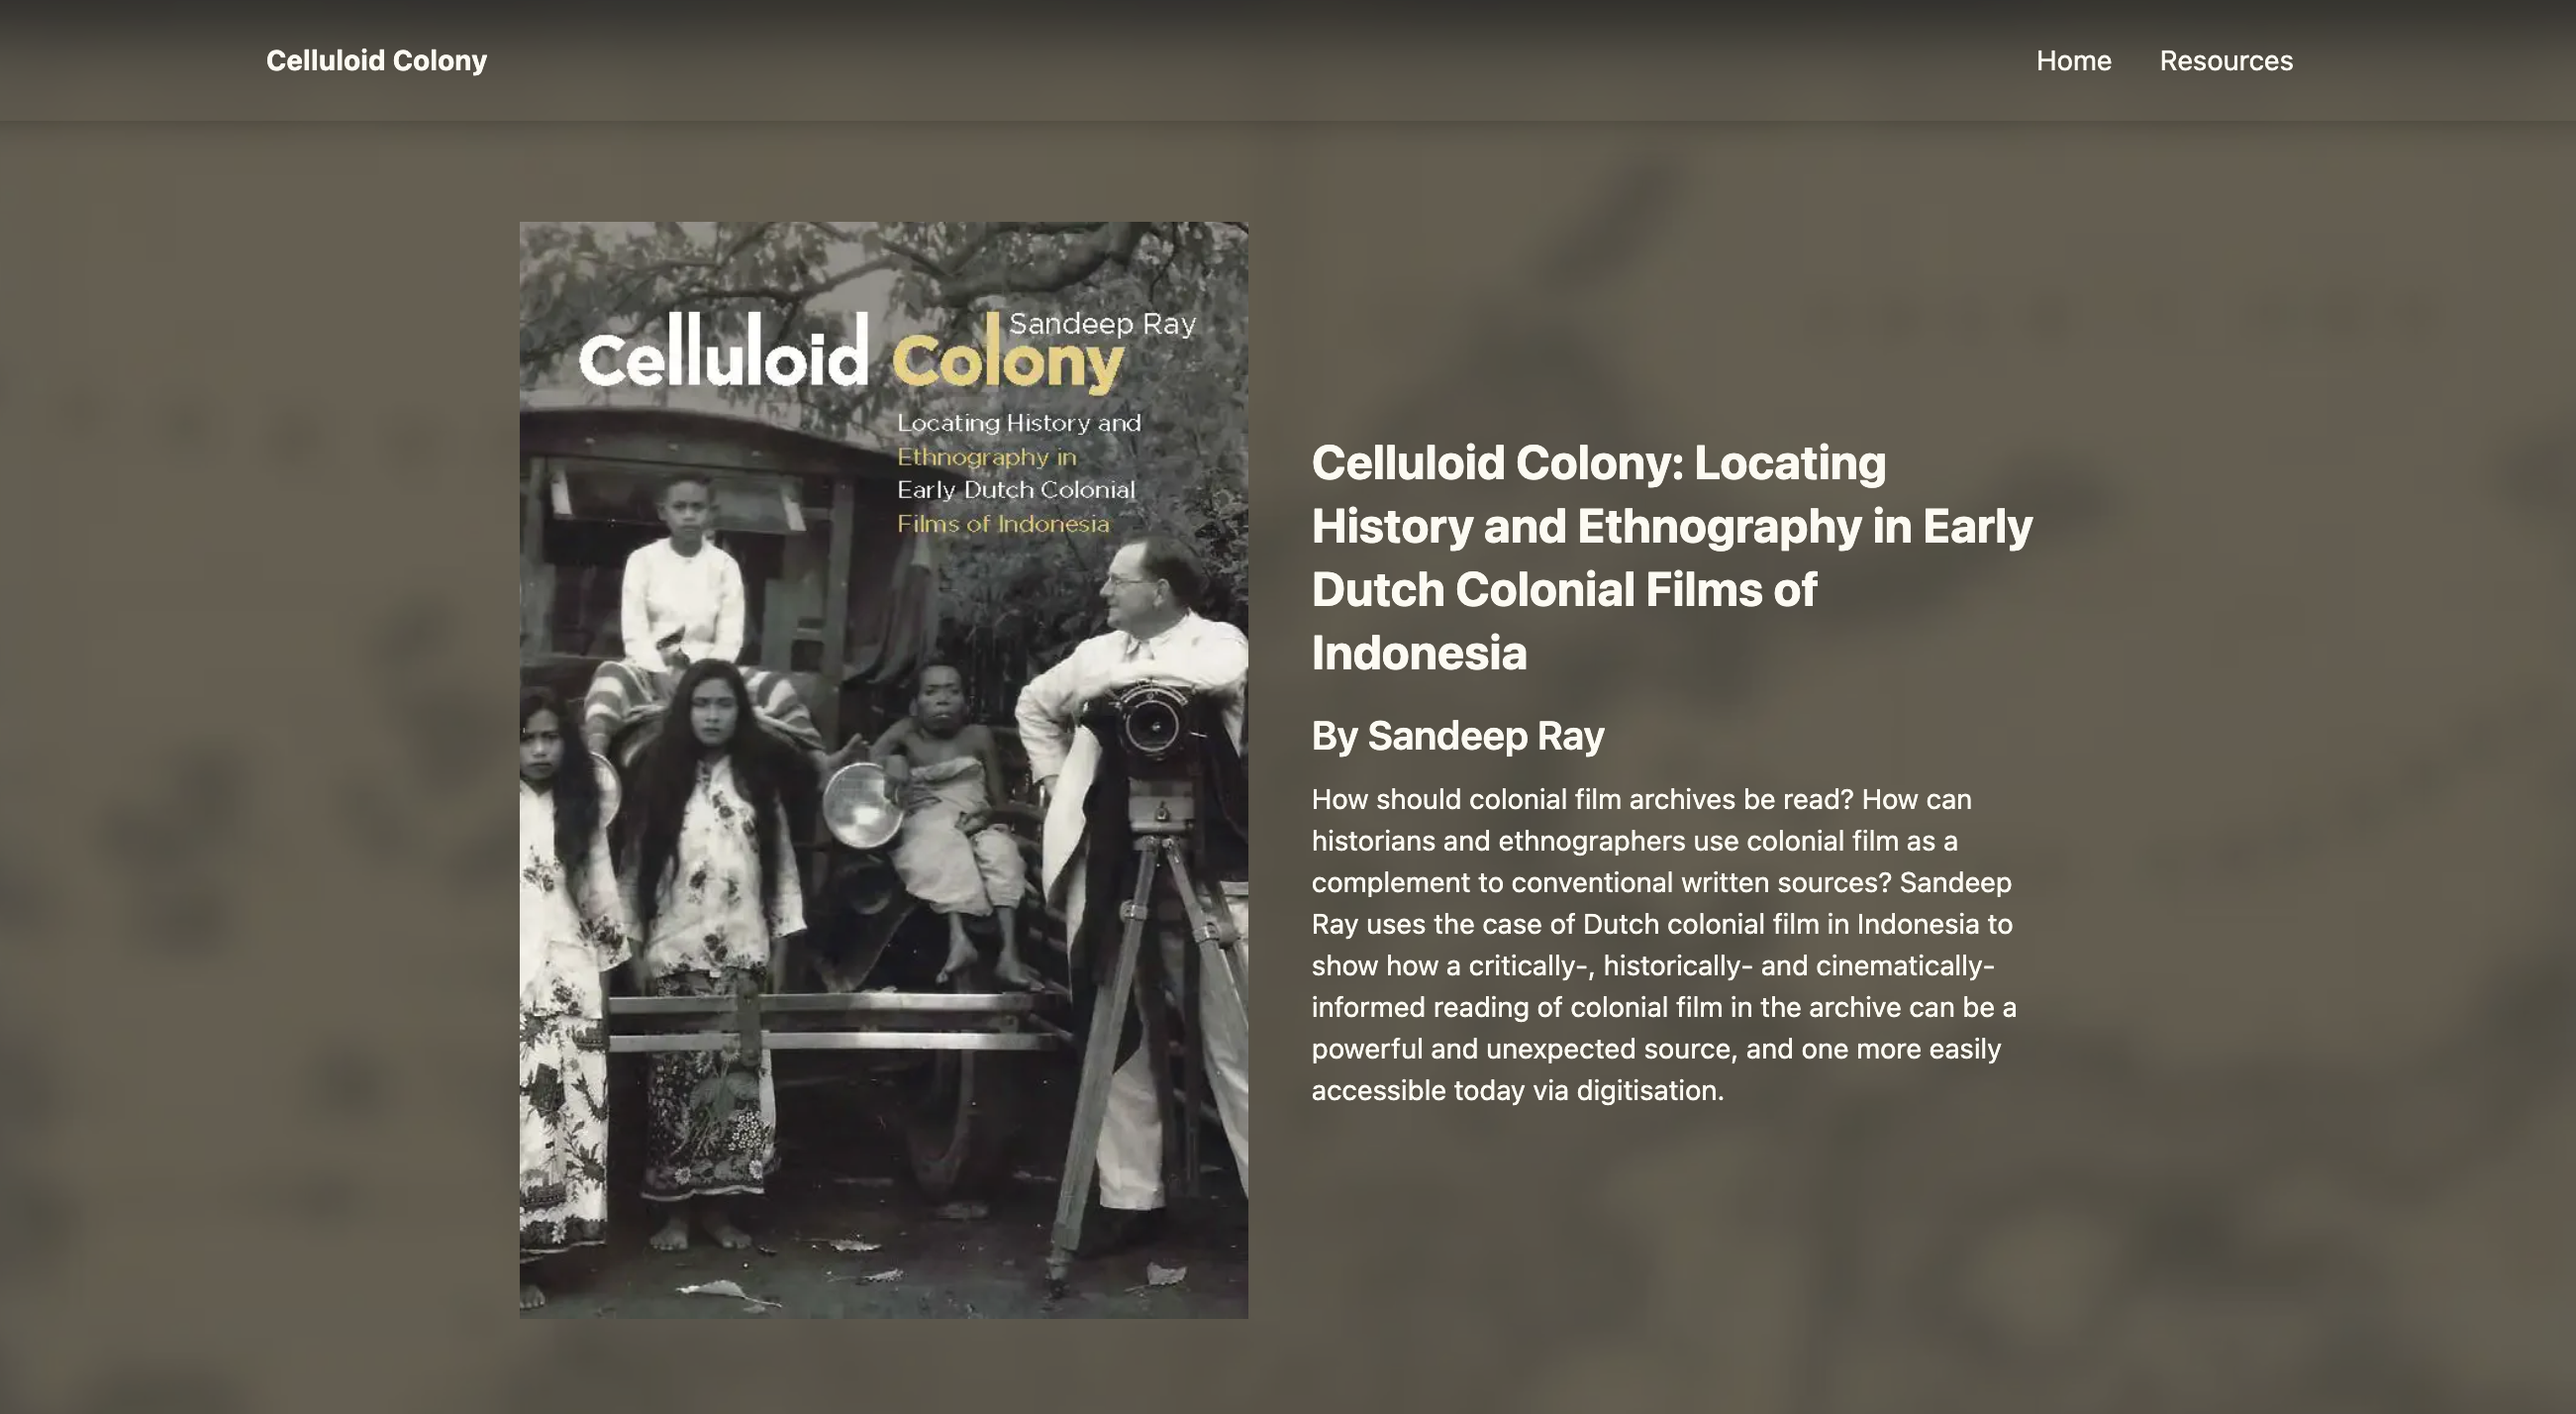 Celluloid Colony
Home
Resources
Sandeep Ray
Celluloid Colony
Locating History and
Ethnography in
Early Dutch Colonial
Films of Indonesia
Celluloid Colony: Locating
History and Ethnography in Early
Dutch Colonial Films of
Indonesia
By Sandeep Ray
How should colonial film archives be read? How can
historians and ethnographers use colonial film as a
complement to conventional written sources? Sandeep
Ray uses the case of Dutch colonial film in Indonesia to
show how a critically-, historically- and cinematically-
informed reading of colonial film in the archive can be a
powerful and unexpected source, and one more easily
accessible today via digitisation.